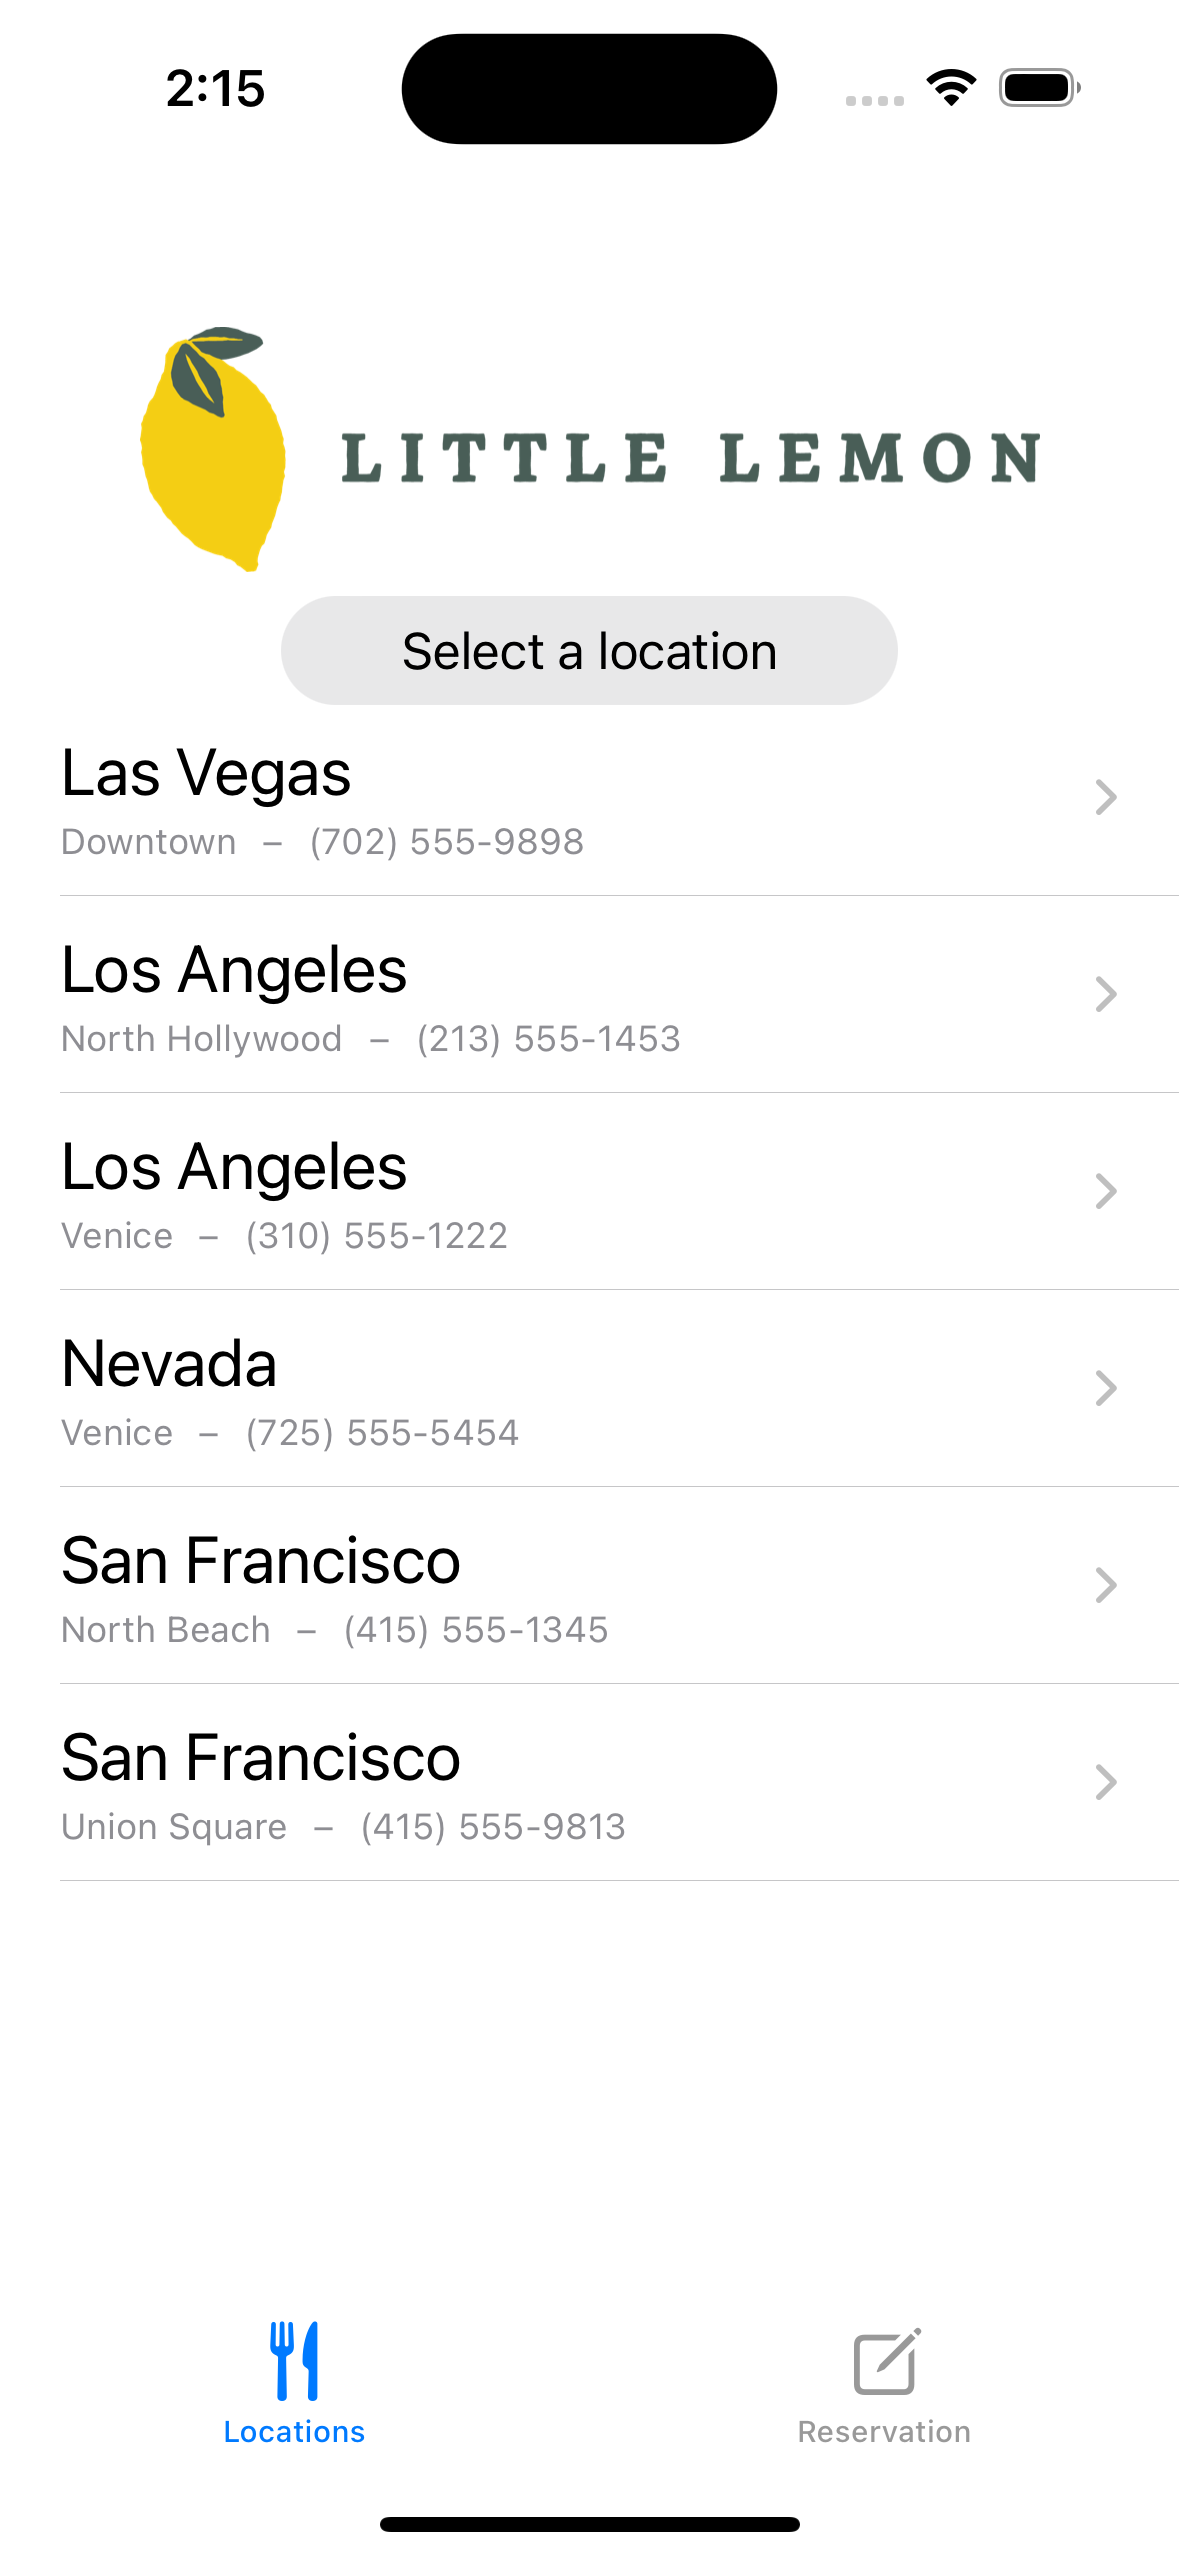 2:15
LITTLE LEMON
Select a location
Las Vegas
Downtown – (702) 555-9898
Los Angeles
North Hollywood – (213) 555-1453
Los Angeles
Venice – (310) 555-1222
Nevada
Venice – (725) 555-5454
San Francisco
North Beach – (415) 555-1345
San Francisco
Union Square – (415) 555-9813
Locations
Reservation